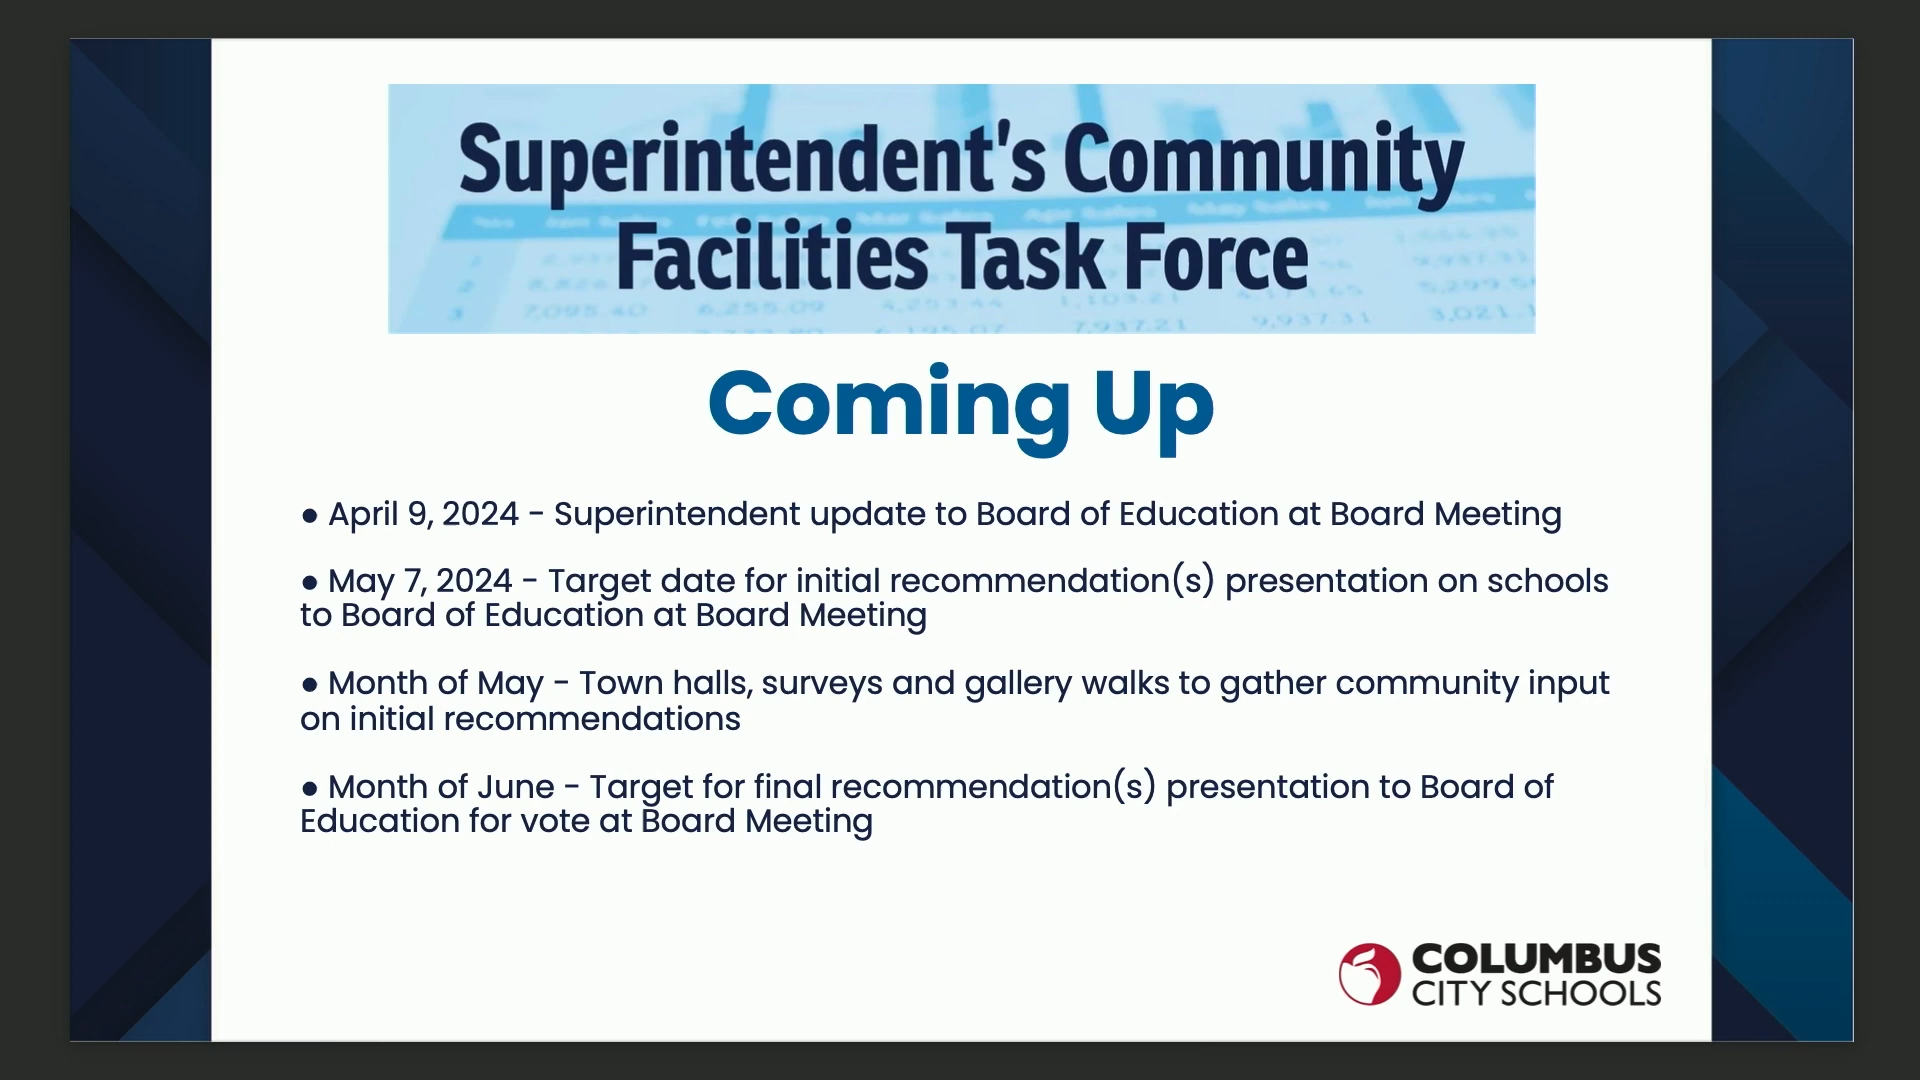 Superintendent's Community
Facilities Task Force
Coming Up
● April 9, 2024 - Superintendent update to Board of Education at Board Meeting
● May 7, 2024 - Target date for initial recommendation(s) presentation on schools
to Board of Education at Board Meeting
● Month of May - Town halls, surveys and gallery walks to gather community input
on initial recommendations
● Month of June - Target for final recommendation(s) presentation to Board of
Education for vote at Board Meeting
COLUMBUS
CITY SCHOOLS